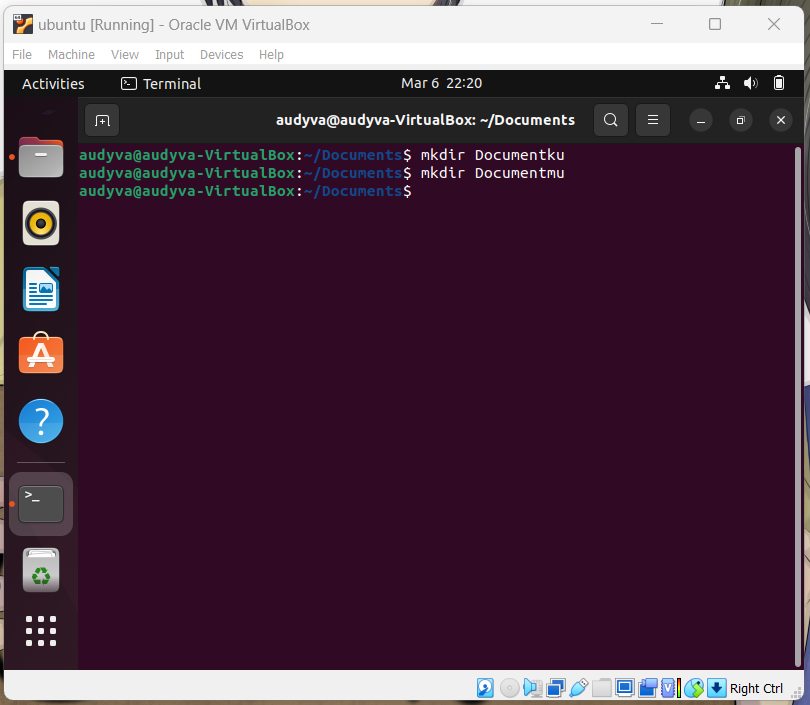 ubuntu [Running] - Oracle VM VirtualBox
File Machine View Input Devices Help
Activities Terminal Mar 6 22:20
audyva@audyva-VirtualBox: ~/Documents
audyva@audyva-VirtualBox:~/Documents$ mkdir Documentku
audyva@audyva-VirtualBox:~/Documents$ mkdir Documentmu
audyva@audyva-VirtualBox:~/Documents$
?
>_
Right Ctrl